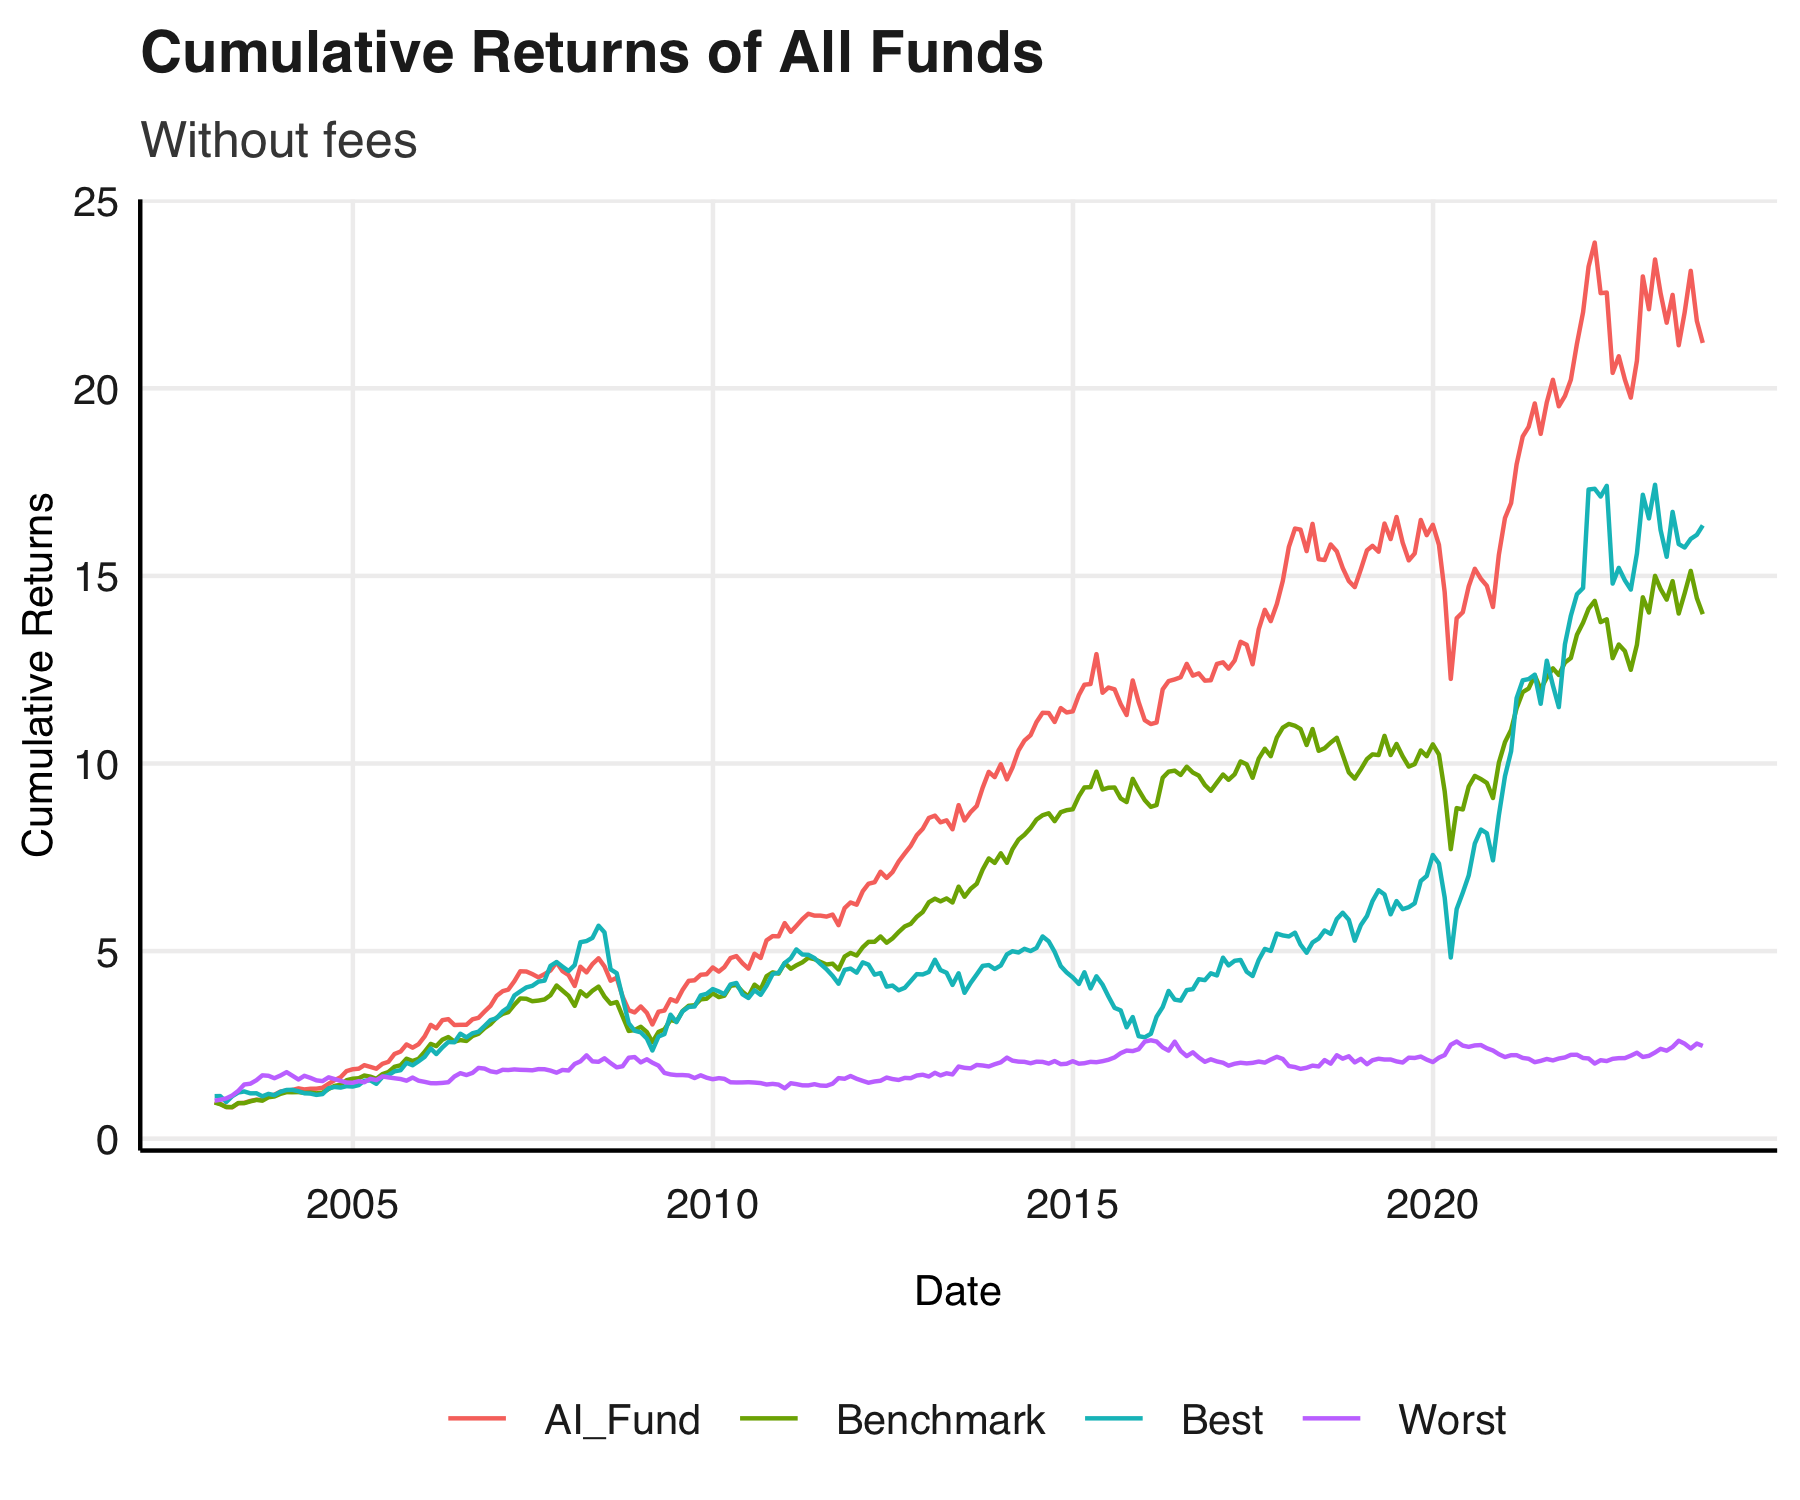 Cumulative Returns of All Funds
Without fees
25
20
15
10
5
0
Cumulative Returns
2005 2010 2015 2020
Date
AI_Fund Benchmark Best Worst